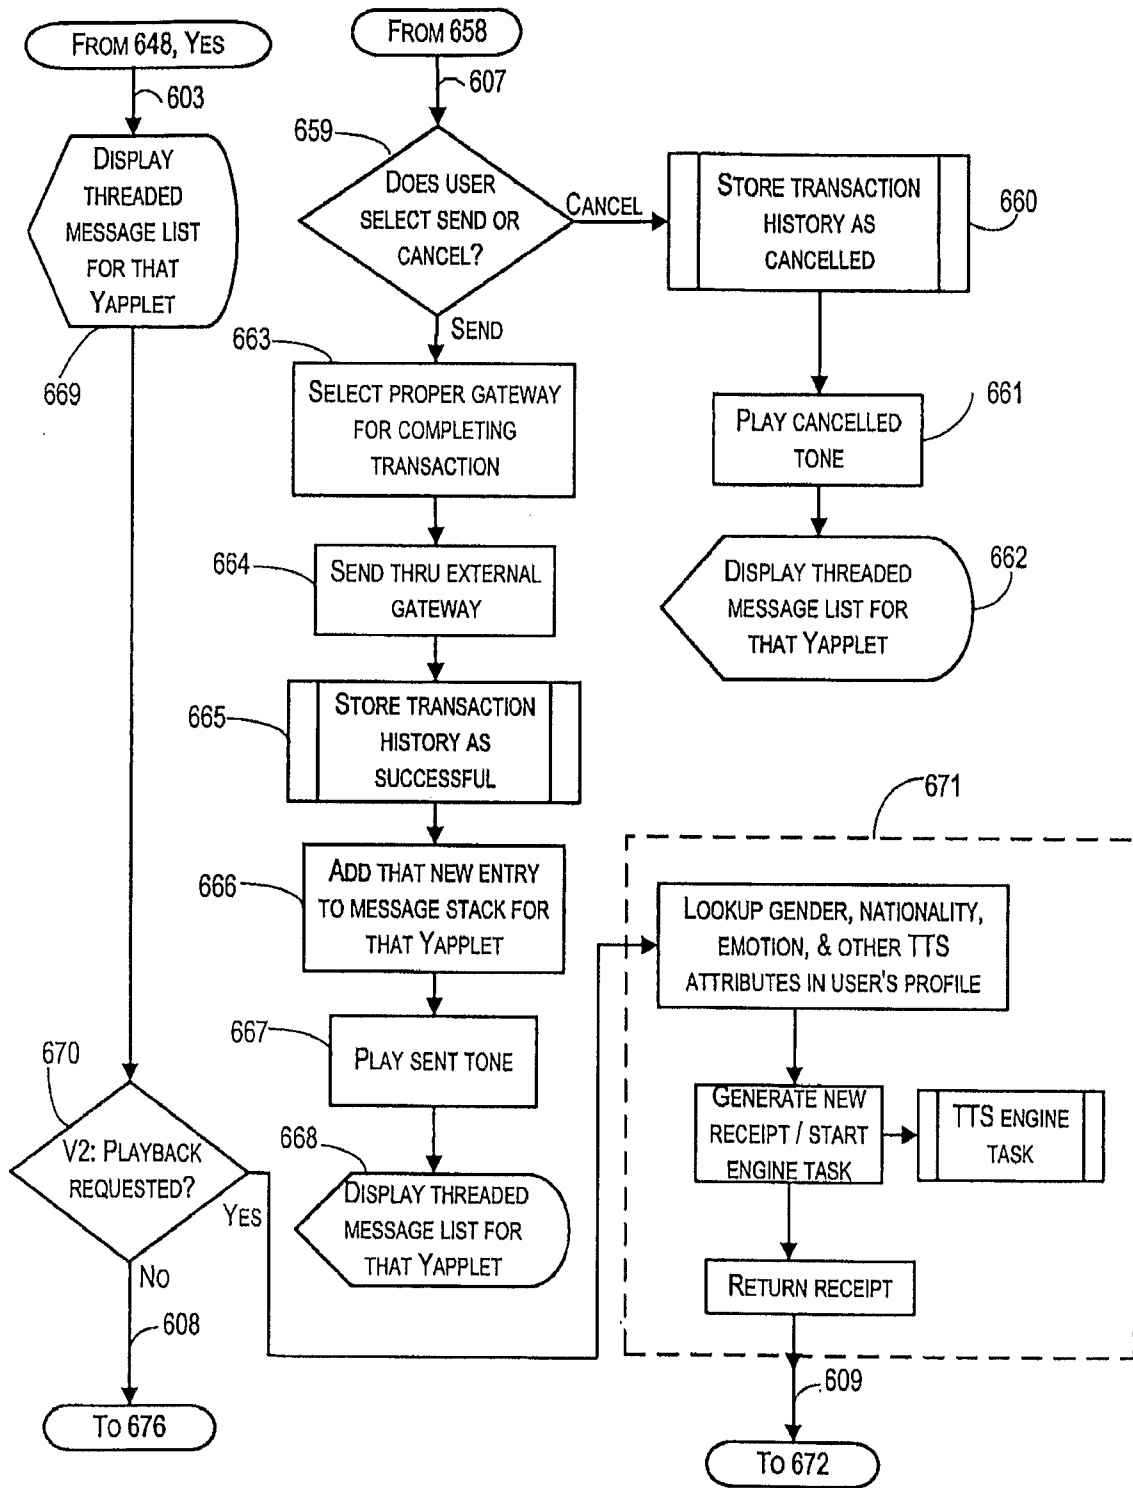 FROM 648, YES
603
DISPLAY
THREADED
MESSAGE LIST
FOR THAT
YAPPLET
669
670
V2: PLAYBACK
REQUESTED?
YES
NO
608
TO 676
FROM 658
607
659
DOES USER
SELECT SEND OR
CANCEL?
CANCEL
SEND
663
SELECT PROPER GATEWAY
FOR COMPLETING
TRANSACTION
664
SEND THRU EXTERNAL
GATEWAY
665
STORE TRANSACTION
HISTORY AS
SUCCESSFUL
666
ADD THAT NEW ENTRY
TO MESSAGE STACK FOR
THAT YAPPLET
667
PLAY SENT TONE
668
DISPLAY THREADED
MESSAGE LIST FOR
THAT YAPPLET
STORE TRANSACTION
HISTORY AS
CANCELLED
660
PLAY CANCELLED
TONE
661
DISPLAY THREADED
MESSAGE LIST FOR
THAT YAPPLET
662
671
LOOKUP GENDER, NATIONALITY,
EMOTION, & OTHER TTS
ATTRIBUTES IN USER'S PROFILE
GENERATE NEW
RECEIPT / START
ENGINE TASK
TTS ENGINE
TASK
RETURN RECEIPT
609
TO 672